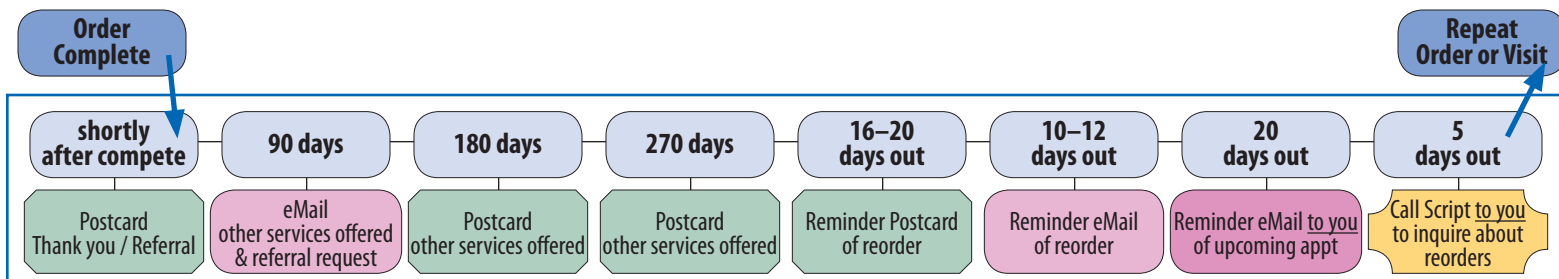 Order
Complete
Repeat
Order or Visit
shortly
after compete
90 days
180 days
270 days
16–20
days out
10–12
days out
20
days out
5
days out
Postcard
Thank you / Referral
eMail
other services offered
& referral request
Postcard
other services offered
Postcard
other services offered
Reminder Postcard
of reorder
Reminder eMail
of reorder
Reminder eMail to you
of upcoming appt
Call Script to you
to inquire about
reorders